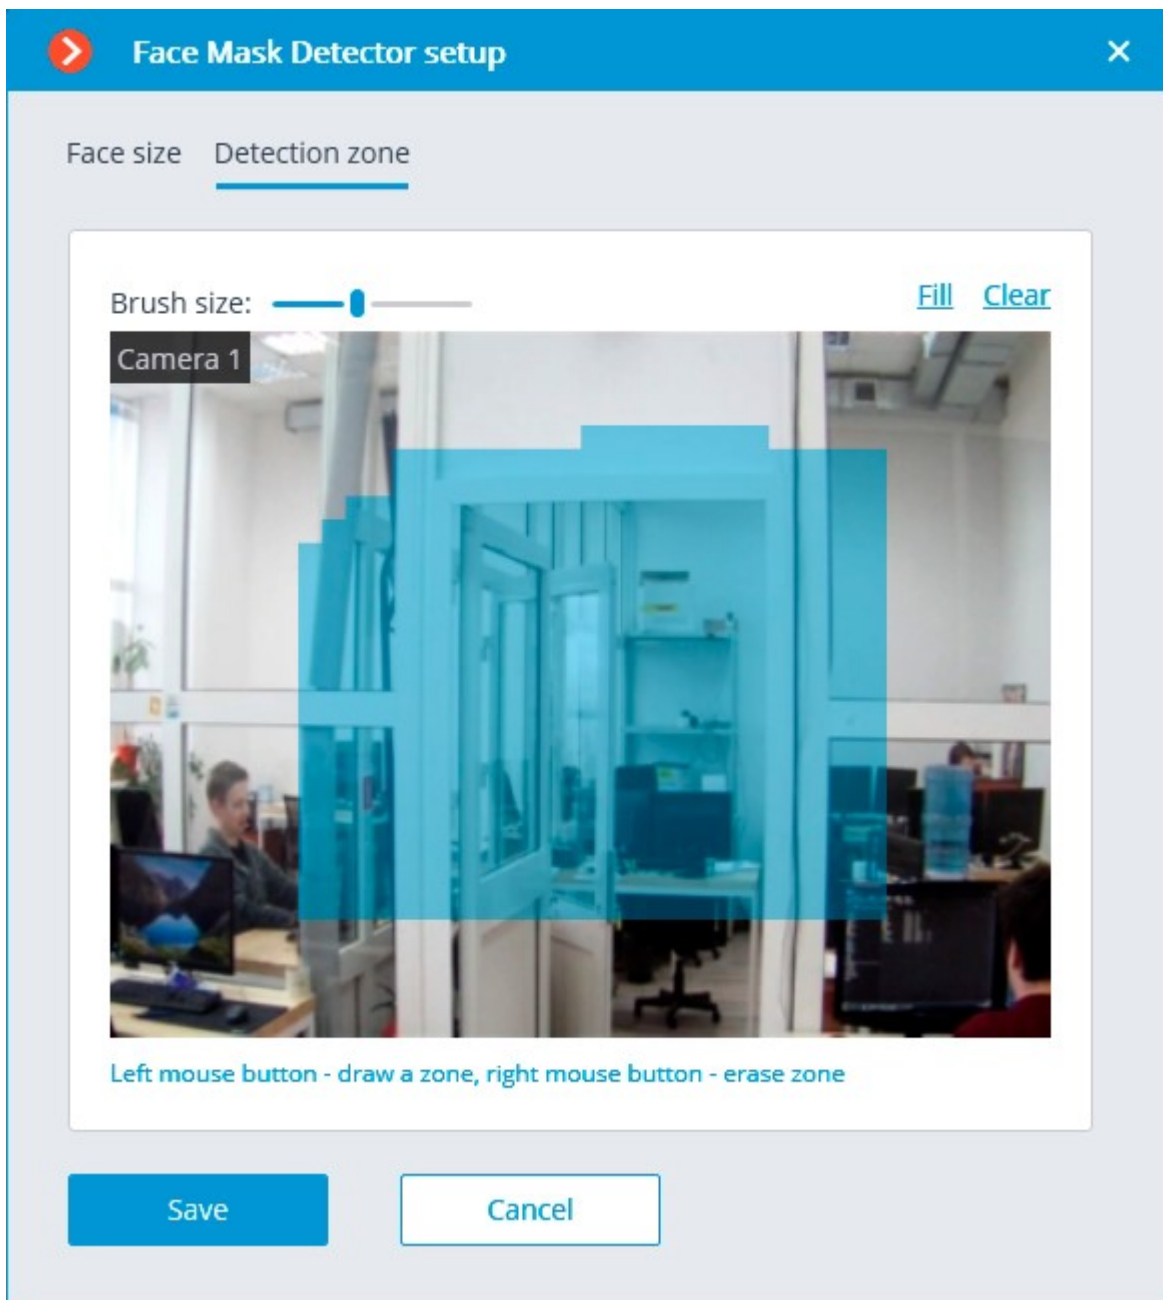 Face Mask Detector setup
Face size Detection zone
Brush size: Fill Clear
Camera 1
Left mouse button - draw a zone, right mouse button - erase zone
Save Cancel